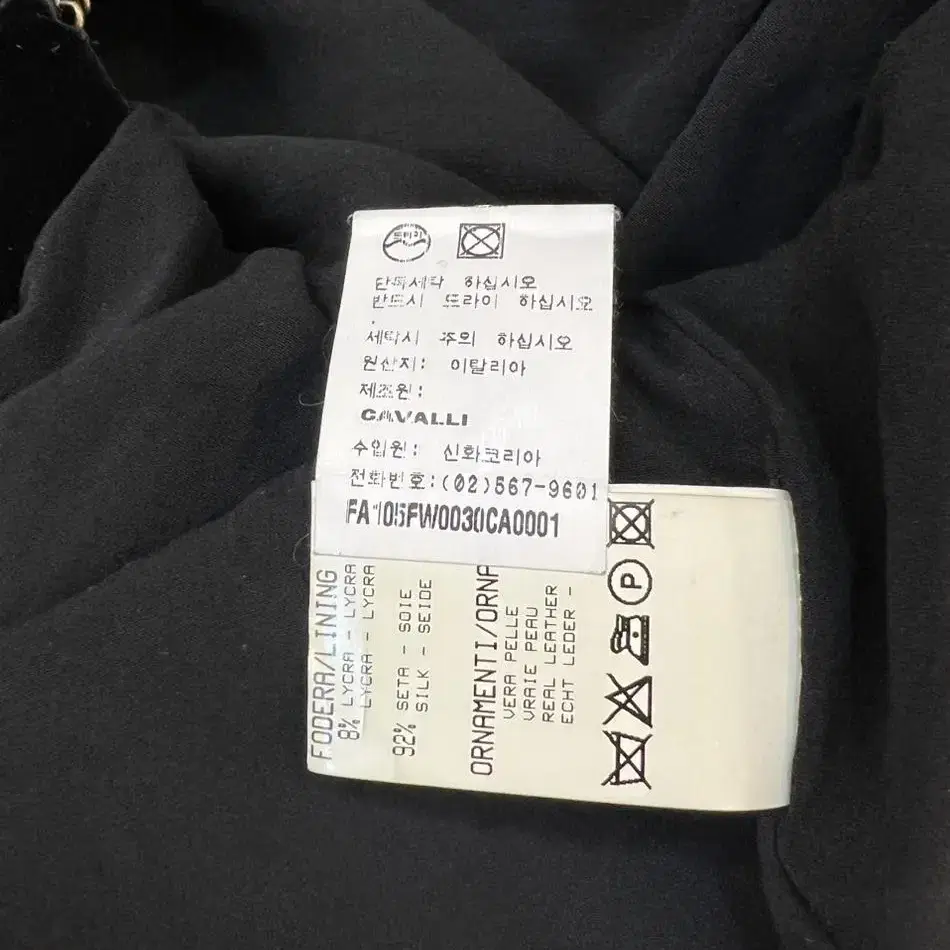 드라이
단독세탁 하십시오
반드시 드라이 하십시오
.
세탁시 주의 하십시오
원산지: 이탈리아
제조원:
CAVALLI
수입원: 신화코리아
전화번호:(02)567-9601
FA105FW0030CA0001
FODERA/LINING
8% LYCRA - LYCRA
LYCRA - LYCRA
92% SETA - SOIE
SILK - SEIDE
ORNAMENTI/ORNA
VERA PELLE
VRAIE PEAU
REAL LEATHER
ECHT LEDER -
P